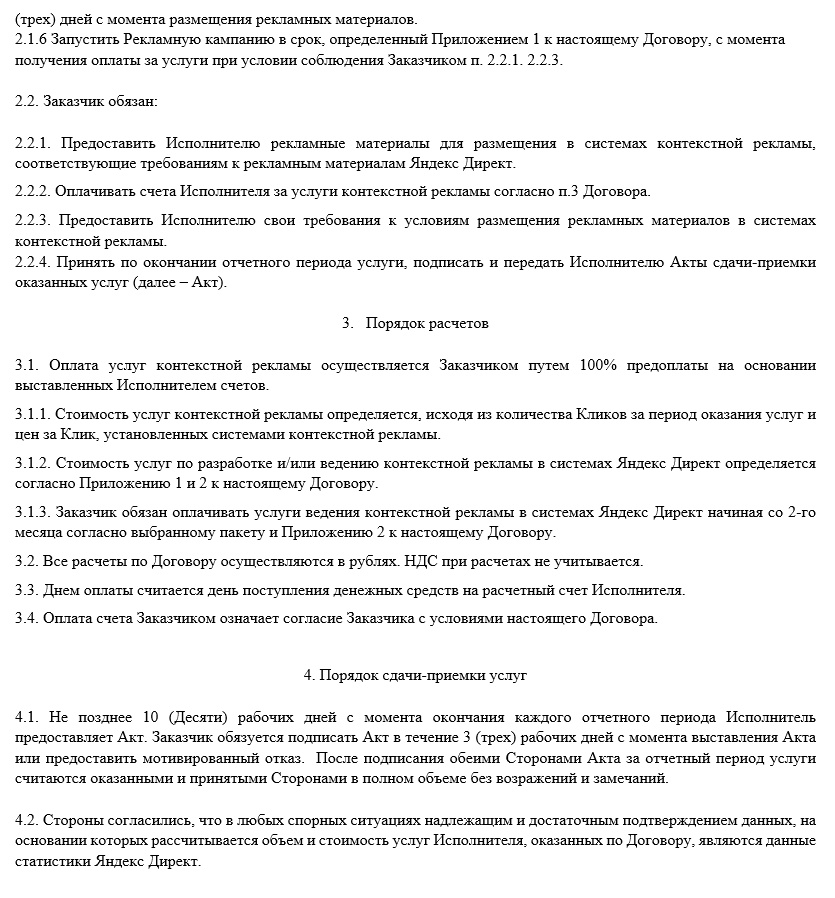 (трех) дней с момента размещения рекламных материалов.
2.1.6 Запустить Рекламную кампанию в срок, определенный Приложением 1 к настоящему Договору, с момента
получения оплаты за услуги при условии соблюдения Заказчиком п. 2.2.1. 2.2.3.
2.2. Заказчик обязан:
2.2.1. Предоставить Исполнителю рекламные материалы для размещения в системах контекстной рекламы,
соответствующие требованиям к рекламным материалам Яндекс Директ.
2.2.2. Оплачивать счета Исполнителя за услуги контекстной рекламы согласно п.3 Договора.
2.2.3. Предоставить Исполнителю свои требования к условиям размещения рекламных материалов в системах
контекстной рекламы.
2.2.4. Принять по окончании отчетного периода услуги, подписать и передать Исполнителю Акты сдачи-приемки
оказанных услуг (далее – Акт).
3. Порядок расчетов
3.1. Оплата услуг контекстной рекламы осуществляется Заказчиком путем 100% предоплаты на основании
выставленных Исполнителем счетов.
3.1.1. Стоимость услуг контекстной рекламы определяется, исходя из количества Кликов за период оказания услуг и
цен за Клик, установленных системами контекстной рекламы.
3.1.2. Стоимость услуг по разработке и/или ведению контекстной рекламы в системах Яндекс Директ определяется
согласно Приложению 1 и 2 к настоящему Договору.
3.1.3. Заказчик обязан оплачивать услуги ведения контекстной рекламы в системах Яндекс Директ начиная со 2-го
месяца согласно выбранному пакету и Приложению 2 к настоящему Договору.
3.2. Все расчеты по Договору осуществляются в рублях. НДС при расчетах не учитывается.
3.3. Днем оплаты считается день поступления денежных средств на расчетный счет Исполнителя.
3.4. Оплата счета Заказчиком означает согласие Заказчика с условиями настоящего Договора.
4. Порядок сдачи-приемки услуг
4.1. Не позднее 10 (Десяти) рабочих дней с момента окончания каждого отчетного периода Исполнитель
предоставляет Акт. Заказчик обязуется подписать Акт в течение 3 (трех) рабочих дней с момента выставления Акта
или предоставить мотивированный отказ. После подписания обеими Сторонами Акта за отчетный период услуги
считаются оказанными и принятыми Сторонами в полном объеме без возражений и замечаний.
4.2. Стороны согласились, что в любых спорных ситуациях надлежащим и достаточным подтверждением данных, на
основании которых рассчитывается объем и стоимость услуг Исполнителя, оказанных по Договору, являются данные
статистики Яндекс Директ.